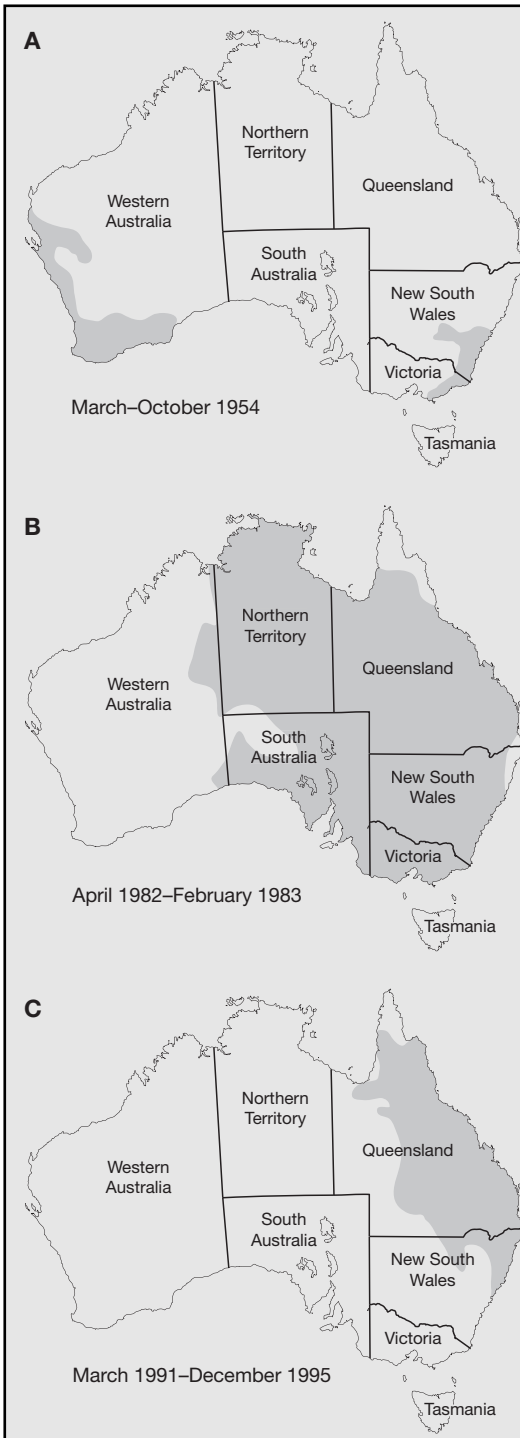 A
Northern
Territory
Western
Australia
Queensland
South
Australia
New South
Wales
Victoria
March–October 1954
Tasmania
B
Northern
Territory
Queensland
Western
Australia
South
Australia
New South
Wales
Victoria
April 1982–February 1983
Tasmania
C
Northern
Territory
Western
Australia
Queensland
South
Australia
New South
Wales
Victoria
March 1991–December 1995
Tasmania